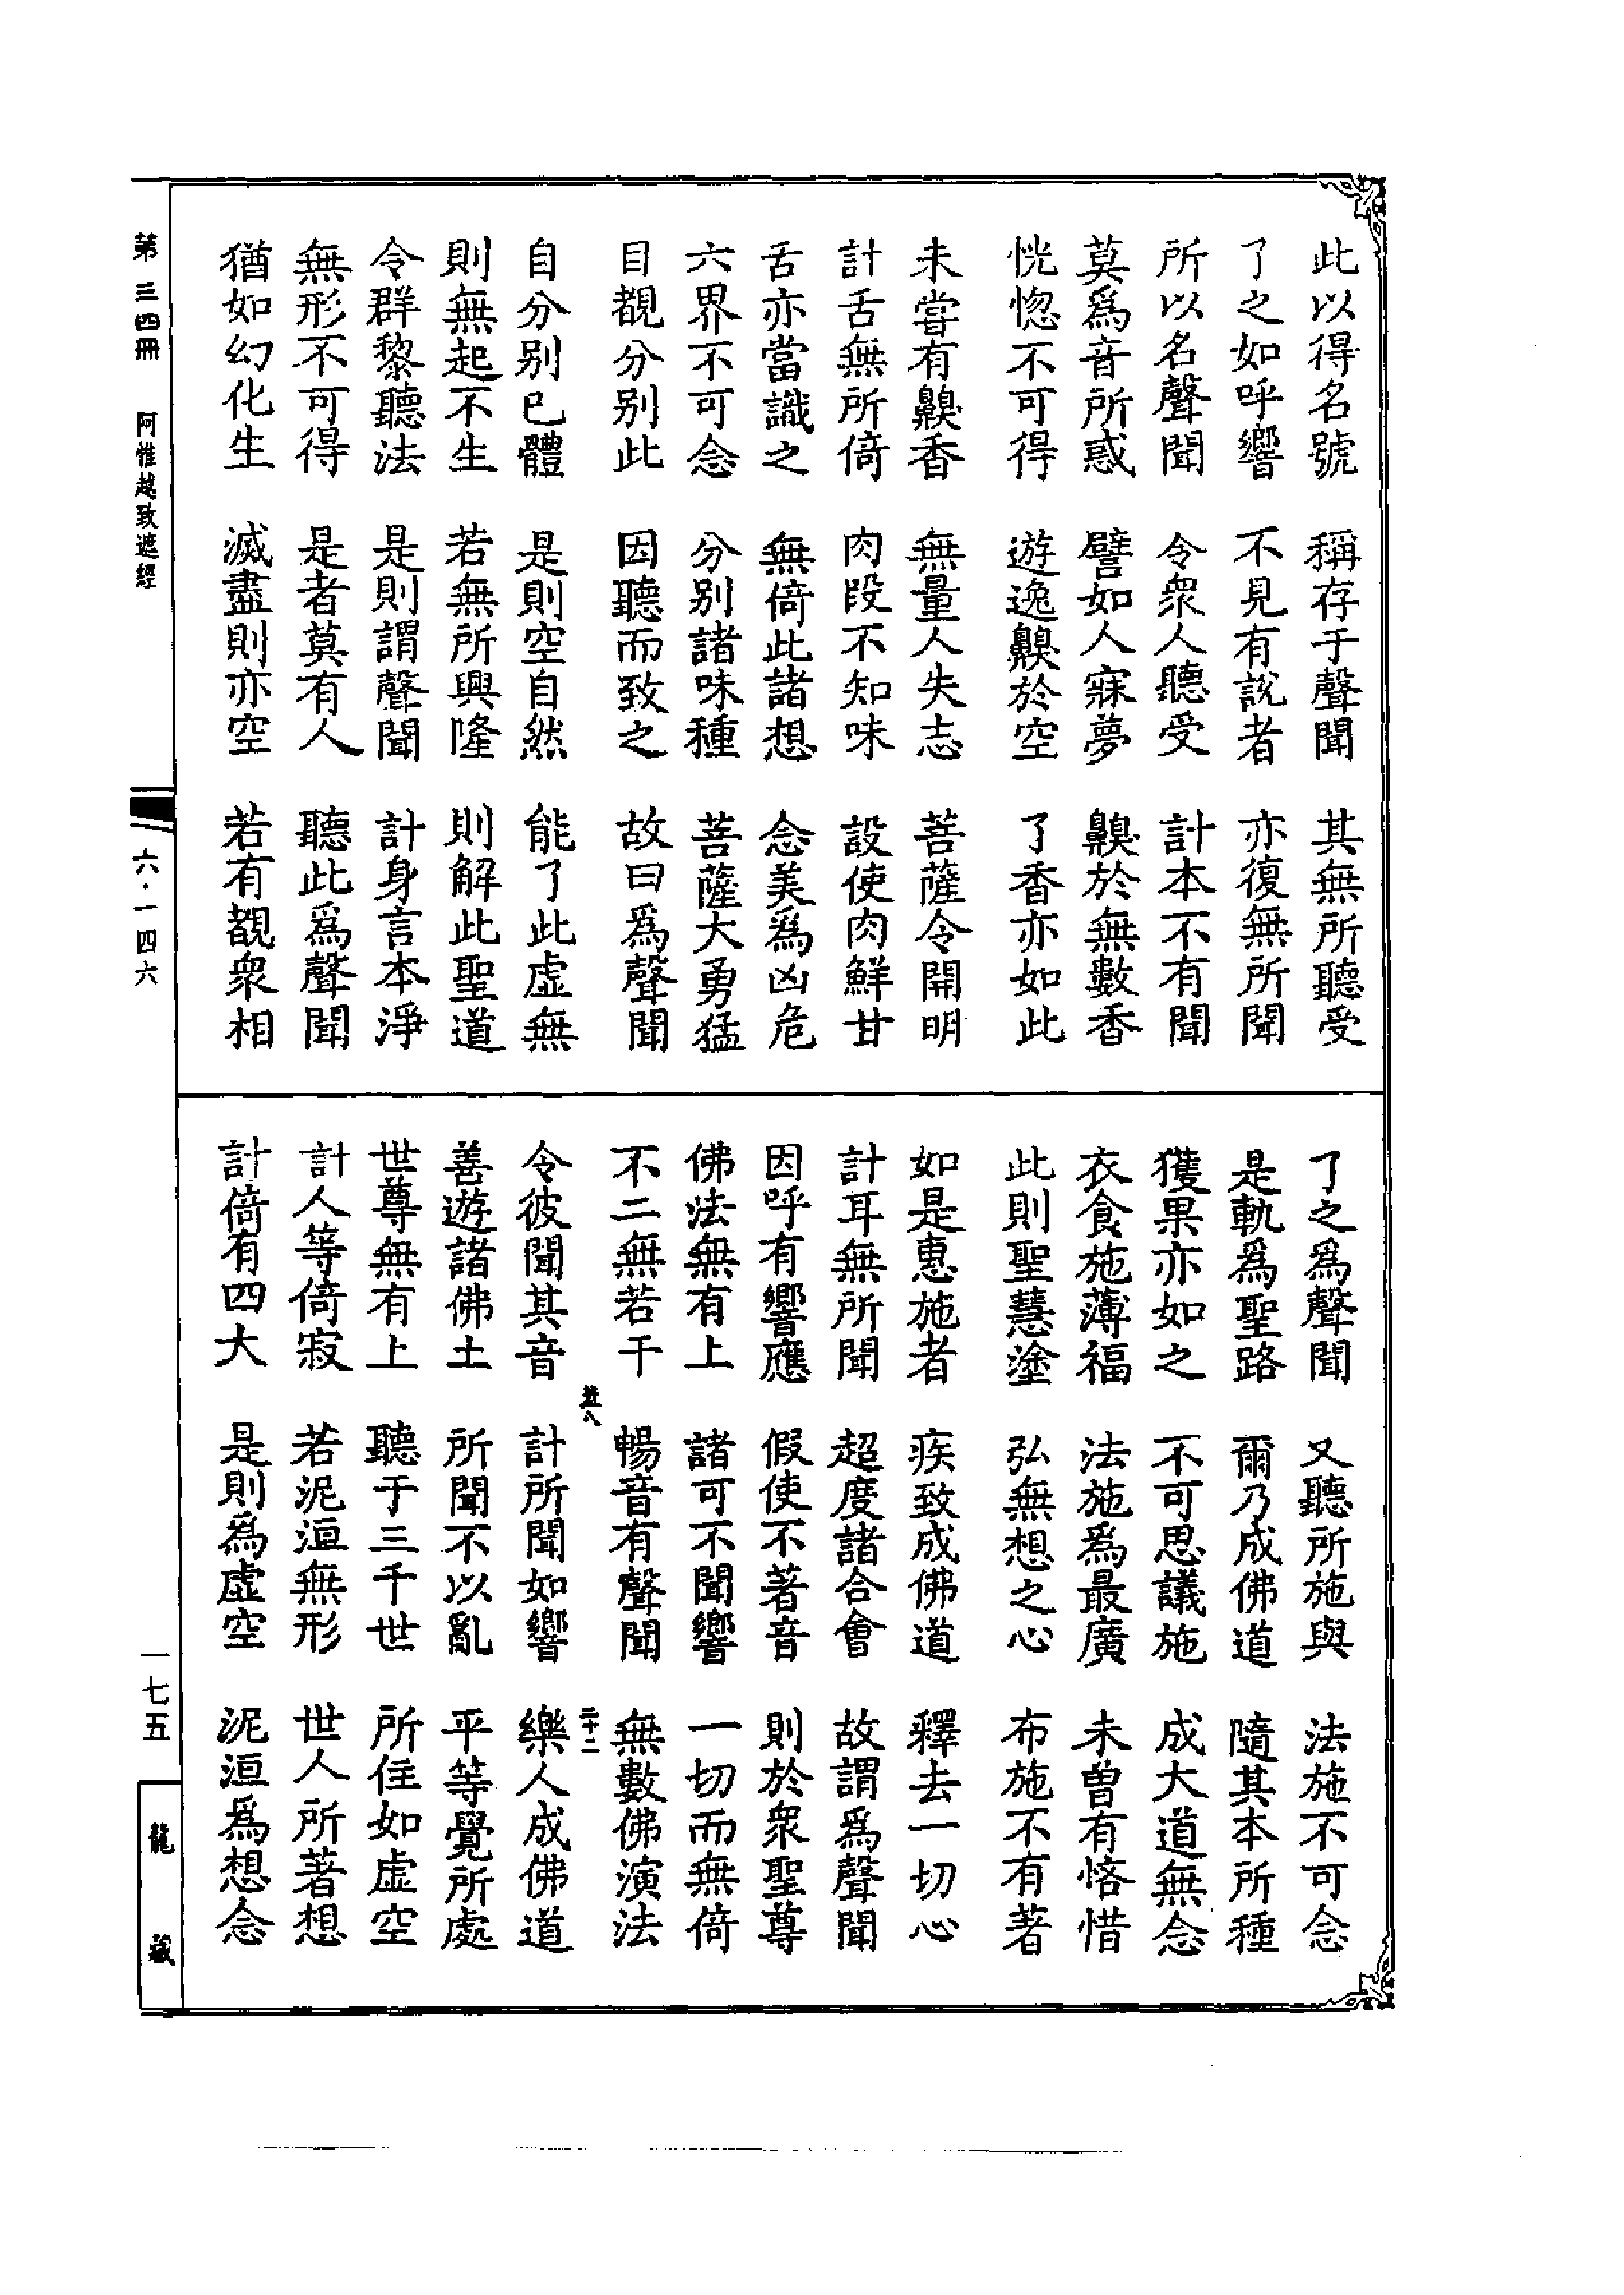 此以得名號　稱存于聲聞　其無所聽受
了之如呼響　不見有說者　亦復無所聞
所以名聲聞　令衆人聽受　計本不有聞
莫爲音所惑　譬如人寐夢　齅於無數香
恍惚不可得　遊逸齅於空　了香亦如此
未嘗有齅香　無量人失志　菩薩令開明
計舌無所倚　肉段不知味　設使肉鮮甘
舌亦當識之　無倚此諸想　念美爲凶危
六界不可念　分别諸味種　菩薩大勇猛
目覩分别此　因聽而致之　故曰爲聲聞
自分别已體　是則空自然　能了此虚無
則無起不生　若無所興隆　則解此聖道
令群黎聽法　是則謂聲聞　計身言本淨
無形不可得　是者莫有人　聽此爲聲聞
猶如幻化生　滅盡則亦空　若有覩衆相
了之爲聲聞　又聽所施與　法施不可念
是軌爲聖路　爾乃成佛道　隨其本所種
獲果亦如之　不可思議施　成大道無念
衣食施薄福　法施爲最廣　未曾有悋惜
此則聖慧塗　弘無想之心　布施不有著
如是惠施者　疾致成佛道　釋去一切心
計耳無所聞　超度諸合會　故謂爲聲聞
因呼有響應　假使不著音　則於衆聖尊
佛法無有上　諸可不聞響　一切而無倚
不二無若干　暢音有聲聞　無數佛演法
二十二
令彼聞其音　計所聞如響　樂人成佛道
善遊諸佛土　所聞不以亂　平等覺所處
世尊無有上　聽于三千世　所住如虚空
計人等倚寂　若泥洹無形　世人所著想
計倚有四大　是則爲虚空　泥洹爲想念
第三四冊　阿惟越致遮經
六·一四六
一七五
龍藏